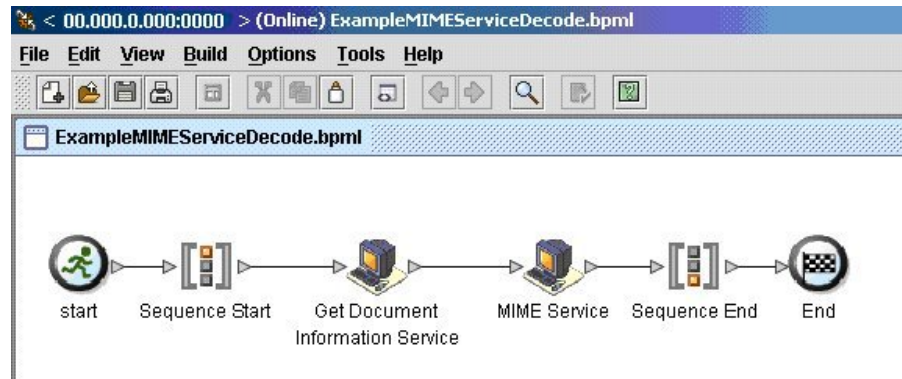 < 00.000.0.000:0000 > (Online) ExampleMIMEServiceDecode.bpml
File Edit View Build Options Tools Help
ExampleMIMEServiceDecode.bpml
start Sequence Start Get Document Information Service MIME Service Sequence End End